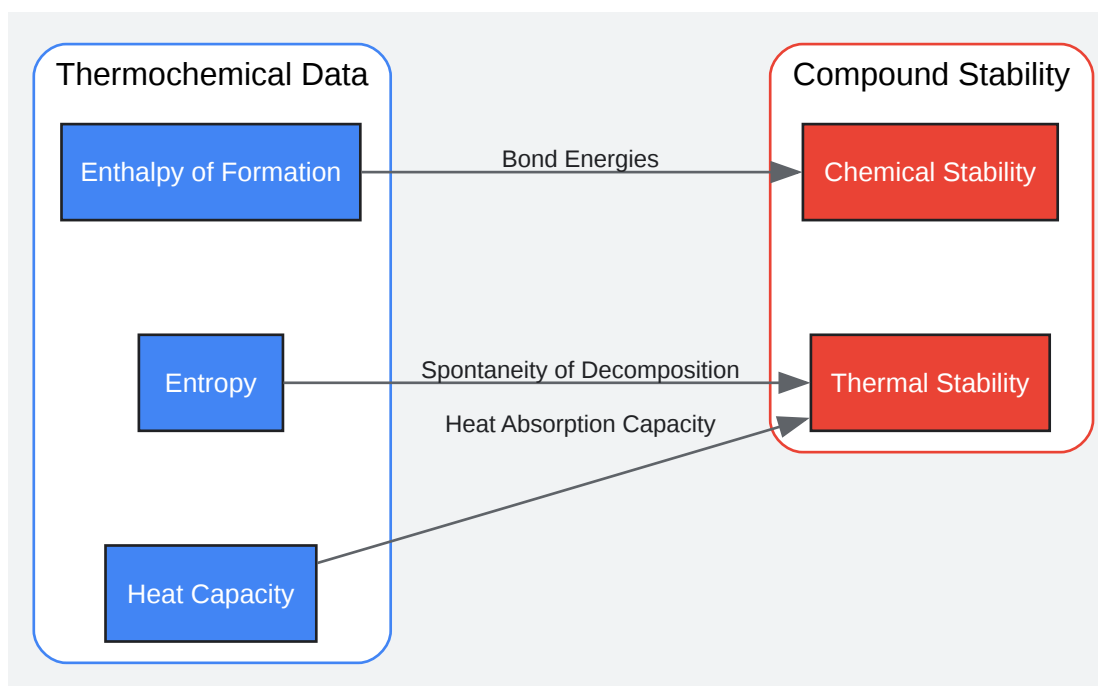 Thermochemical Data
Compound Stability
Enthalpy of Formation
Bond Energies
Chemical Stability
Entropy
Spontaneity of Decomposition
Thermal Stability
Heat Absorption Capacity
Heat Capacity